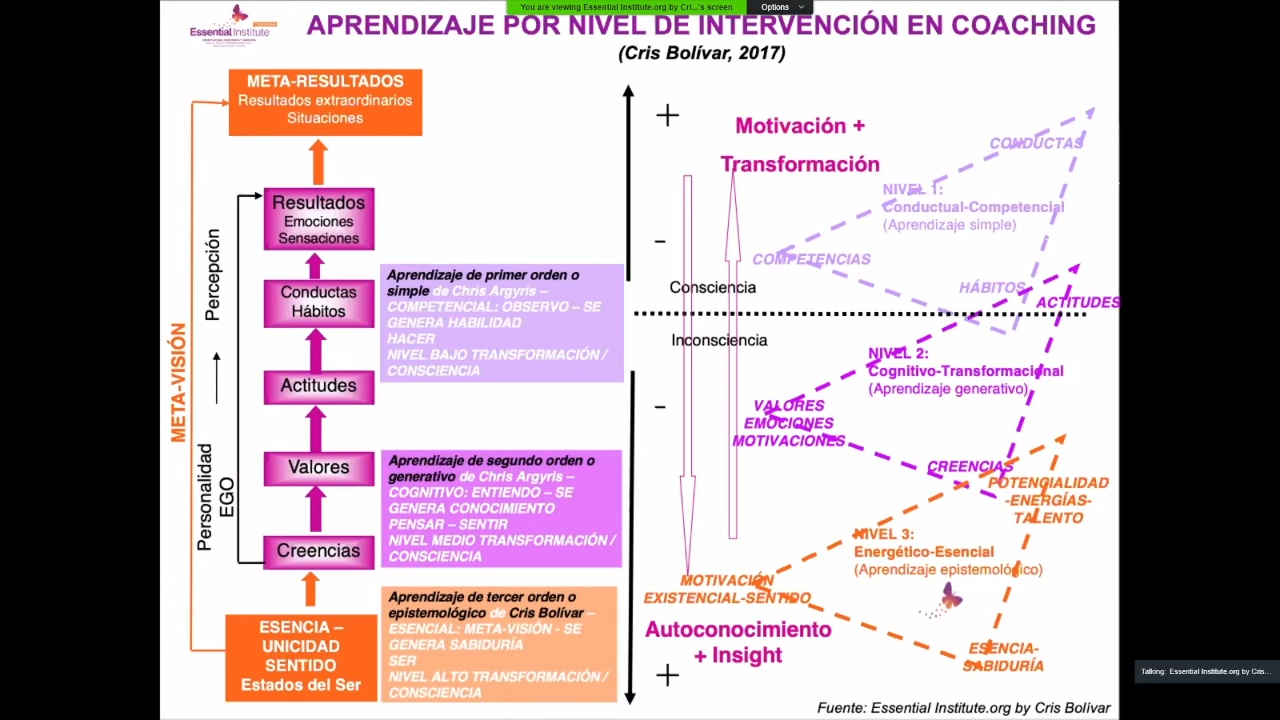 You are viewing Essential Institute.org by Cri...'s screen
Options
Essential Institute
APRENDIZAJE POR NIVEL DE INTERVENCIÓN EN COACHING
(Cris Bolívar, 2017)
META-RESULTADOS
Resultados extraordinarios
Situaciones
Resultados
Emociones
Sensaciones
Conductas
Hábitos
Actitudes
Valores
Creencias
ESENCIA –
UNICIDAD
SENTIDO
Estados del Ser
META-VISIÓN
Percepción
Personalidad
EGO
Aprendizaje de primer orden o
simple de Chris Argyris –
COMPETENCIAL: OBSERVO – SE
GENERA HABILIDAD
HACER
NIVEL BAJO TRANSFORMACIÓN /
CONSCIENCIA
Aprendizaje de segundo orden o
generativo de Chris Argyris –
COGNITIVO: ENTIENDO – SE
GENERA CONOCIMIENTO
PENSAR – SENTIR
NIVEL MEDIO TRANSFORMACIÓN /
CONSCIENCIA
Aprendizaje de tercer orden o
epistemológico de Cris Bolívar –
ESENCIAL: META-VISIÓN - SE
GENERA SABIDURÍA
SER
NIVEL ALTO TRANSFORMACIÓN /
CONSCIENCIA
+
Motivación +
Transformación
-
Consciencia
Inconsciencia
-
Autoconocimiento
+ Insight
+
CONDUCTAS
NIVEL 1:
Conductual-Competencial
(Aprendizaje simple)
COMPETENCIAS
HÁBITOS
ACTITUDES
NIVEL 2:
Cognitivo-Transformacional
(Aprendizaje generativo)
VALORES
EMOCIONES
MOTIVACIONES
CREENCIAS
POTENCIALIDAD
-ENERGÍAS-
TALENTO
NIVEL 3:
Energético-Esencial
(Aprendizaje epistemológico)
MOTIVACIÓN
EXISTENCIAL-SENTIDO
ESENCIA-
SABIDURÍA
Fuente: Essential Institute.org by Cris Bolívar
Talking: Essential Institute.org by Cris...